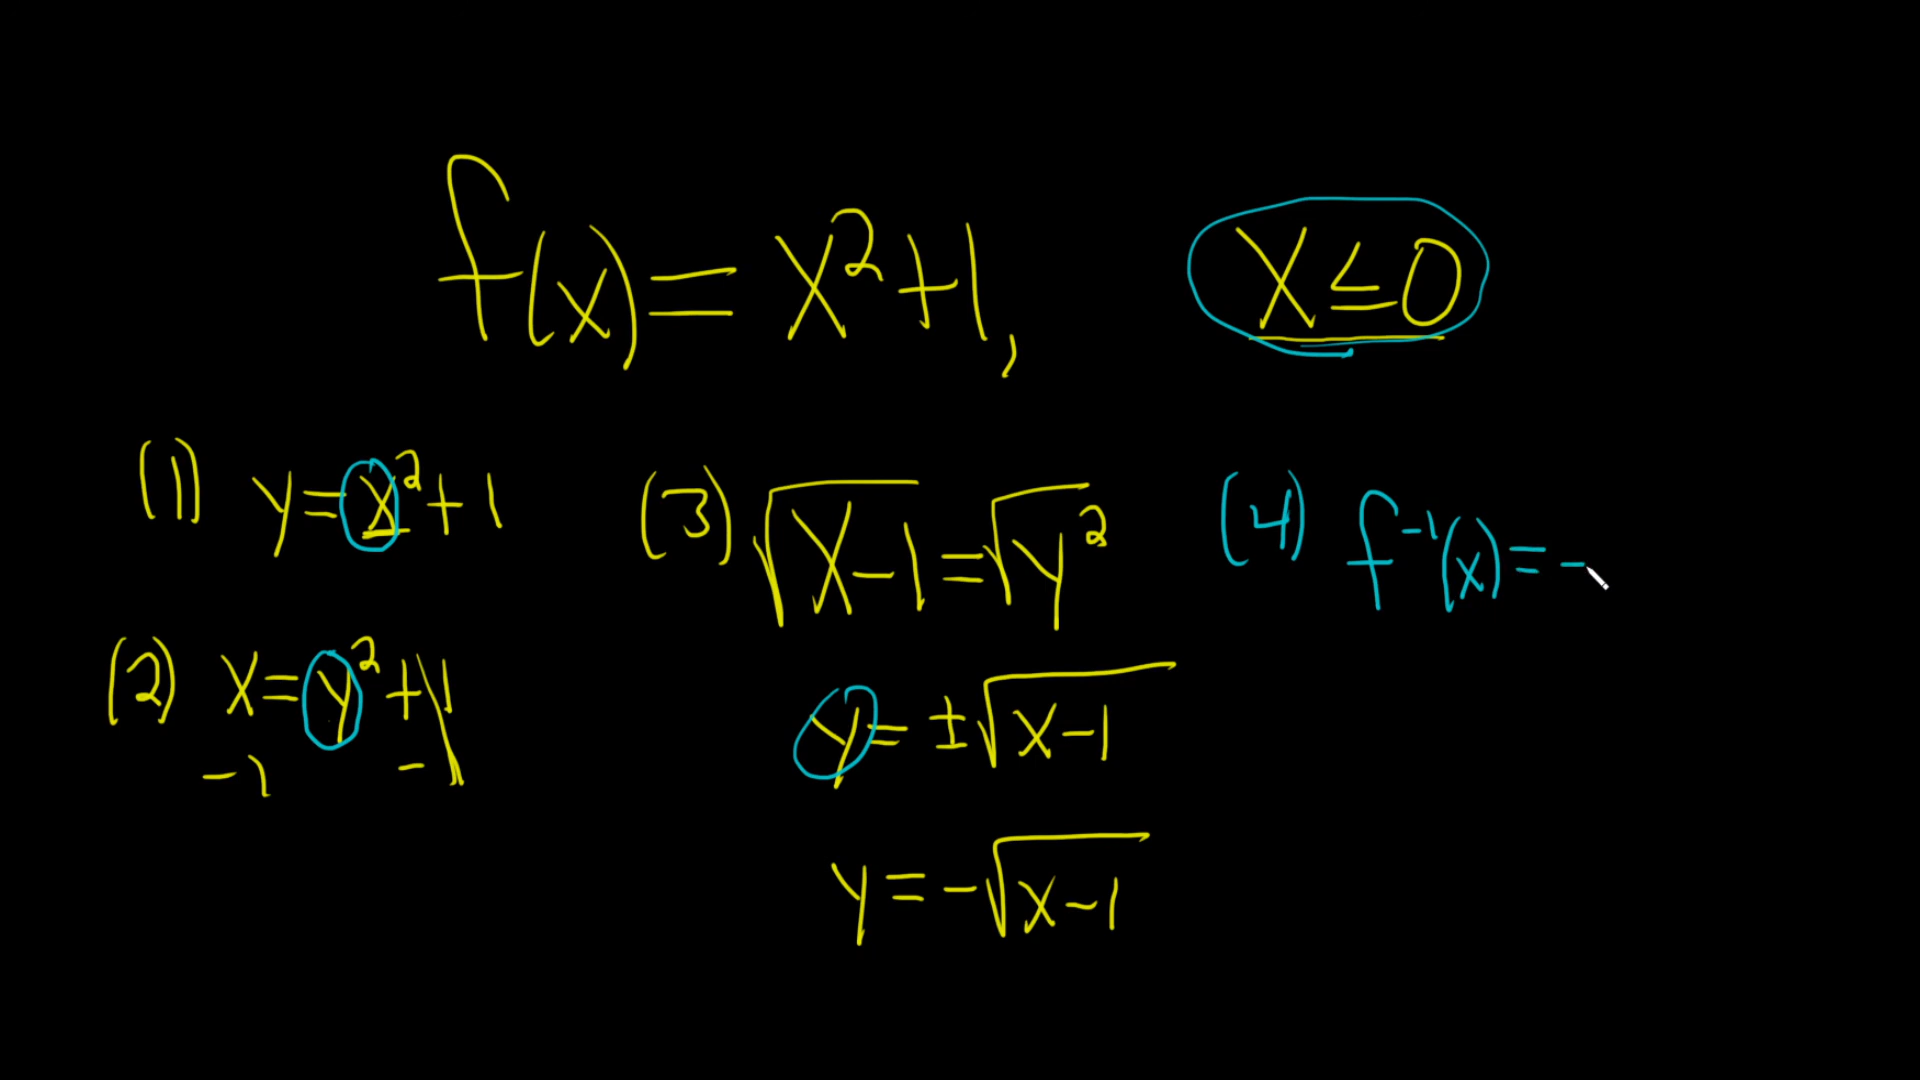 f(x) = x² + 1, x ≤ 0
(1) y = x² + 1
(2) x = y² + 1
-1 -1
(3) √(x-1) = √(y²)
y = ±√(x-1)
y = -√(x-1)
(4) f⁻¹(x) = -